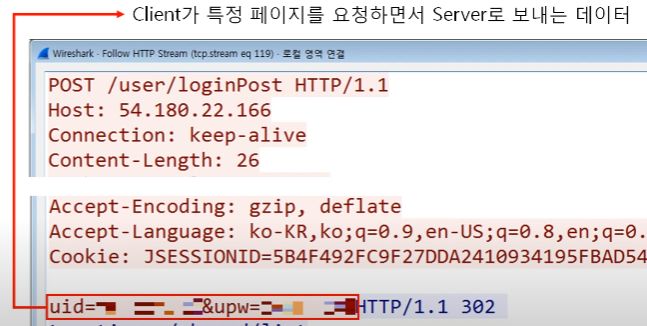 Client가 특정 페이지를 요청하면서 Server로 보내는 데이터
Wireshark · Follow HTTP Stream (tcp.stream eq 119) · 로컬 영역 연결
POST /user/loginPost HTTP/1.1
Host: 54.180.22.166
Connection: keep-alive
Content-Length: 26
Accept-Encoding: gzip, deflate
Accept-Language: ko-KR,ko;q=0.9,en-US;q=0.8,en;q=0.
Cookie: JSESSIONID=5B4F492FC9F27DDA2410934195FBAD54
uid= &upw= HTTP/1.1 302